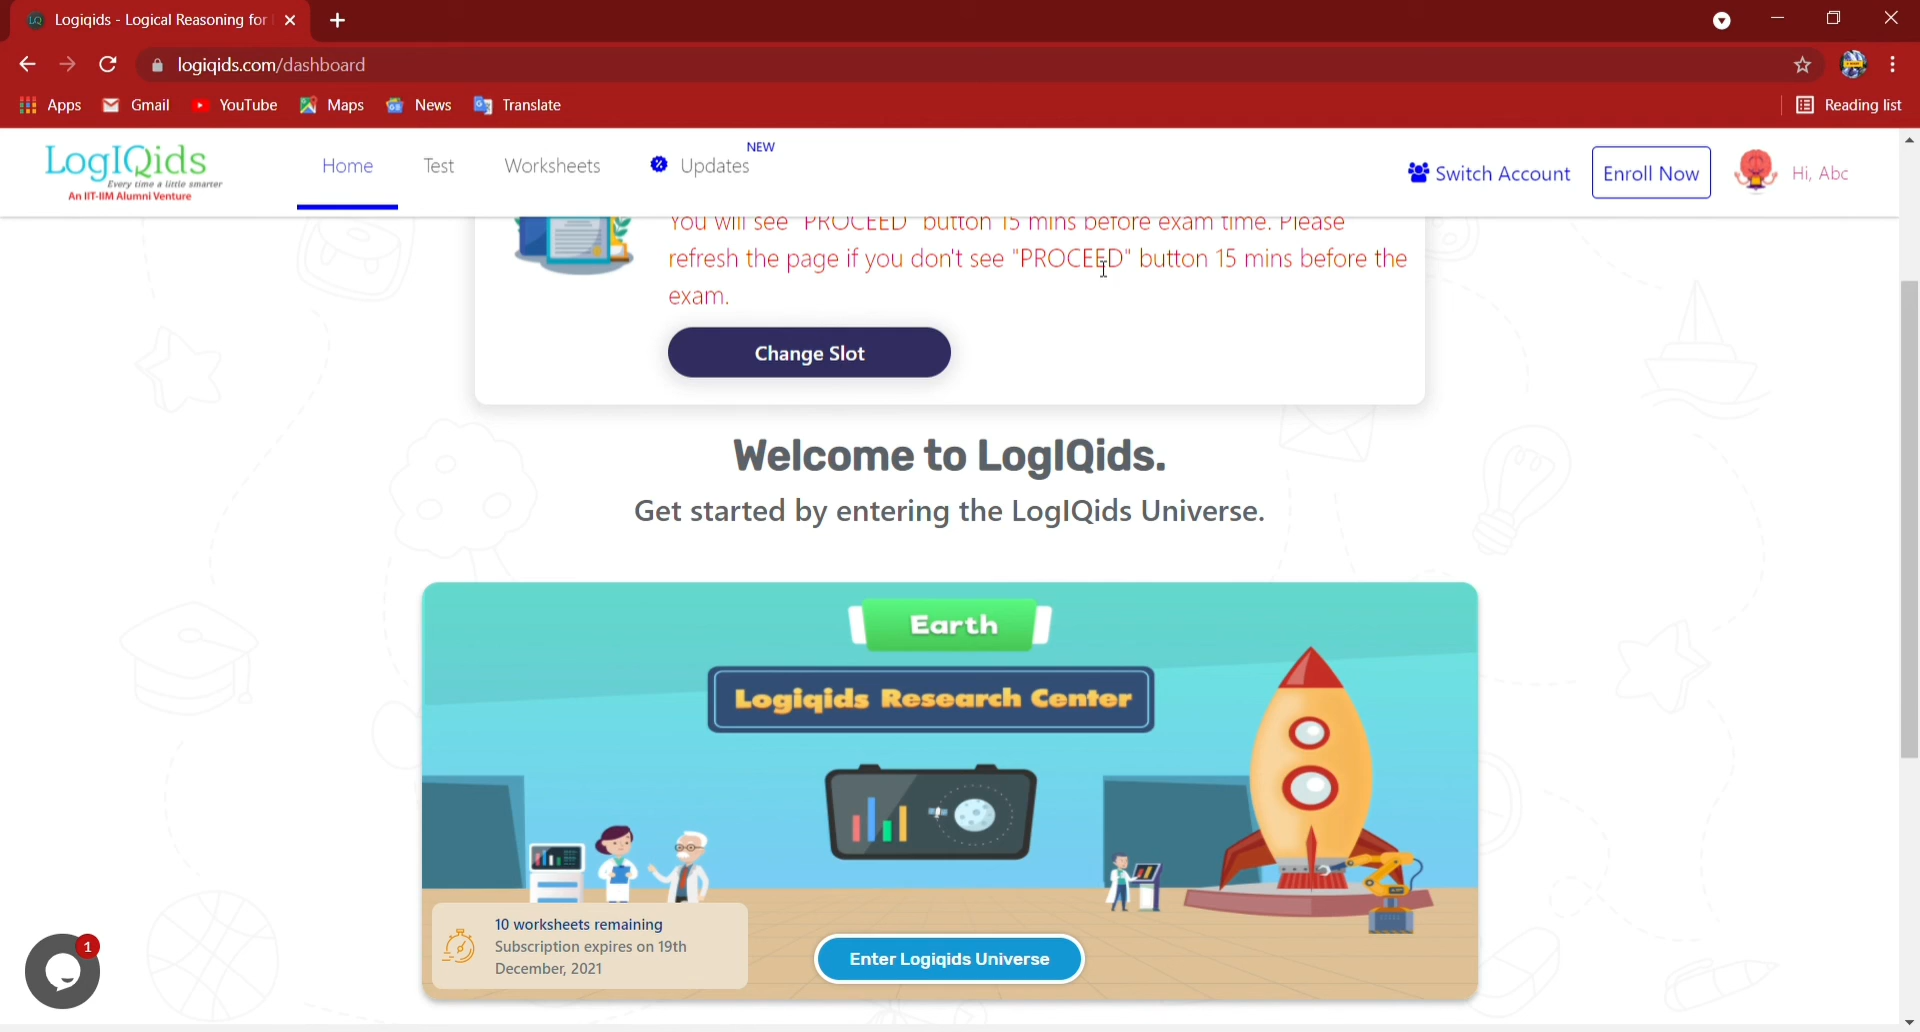 Logiqids - Logical Reasoning for
logiqids.com/dashboard
Apps Gmail YouTube Maps News Translate Reading list
LogIQids
Every time a little smarter
An IIT-IIM Alumni Venture
Home Test Worksheets Updates NEW Switch Account Enroll Now Hi, Abc
You will see "PROCEED" button 15 mins before exam time. Please
refresh the page if you don't see "PROCEED" button 15 mins before the
exam.
Change Slot
Welcome to LogIQids.
Get started by entering the LogIQids Universe.
Earth
Logiqids Research Center
10 worksheets remaining
Subscription expires on 19th
December, 2021
Enter Logiqids Universe
1